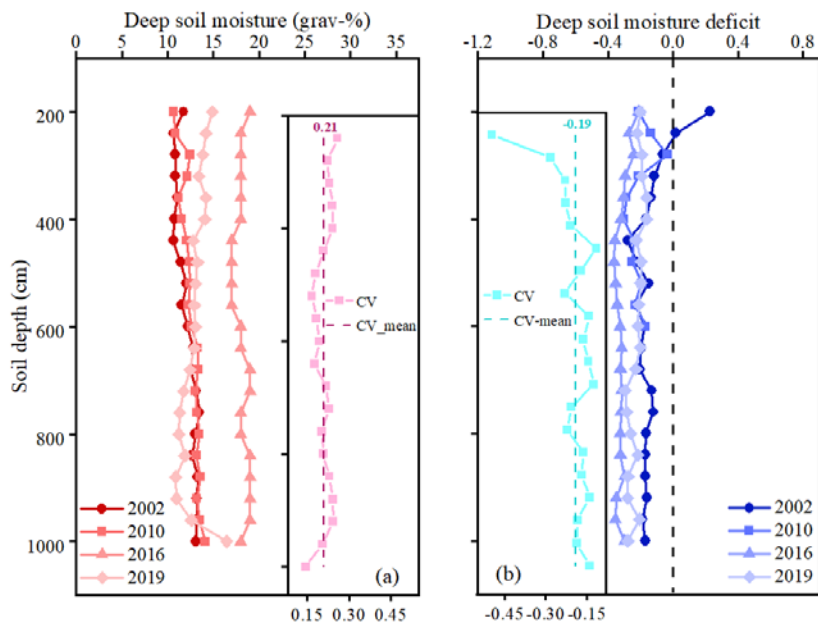 Deep soil moisture (grav-%)
0 5 10 15 20 25 30 35
Soil depth (cm)
200
400
600
800
1000
0.21
CV
CV_mean
2002
2010
2016
2019
(a)
0.15 0.30 0.45
Deep soil moisture deficit
-1.2 -0.8 -0.4 0.0 0.4 0.8
-0.19
CV
CV-mean
(b)
2002
2010
2016
2019
-0.45 -0.30 -0.15